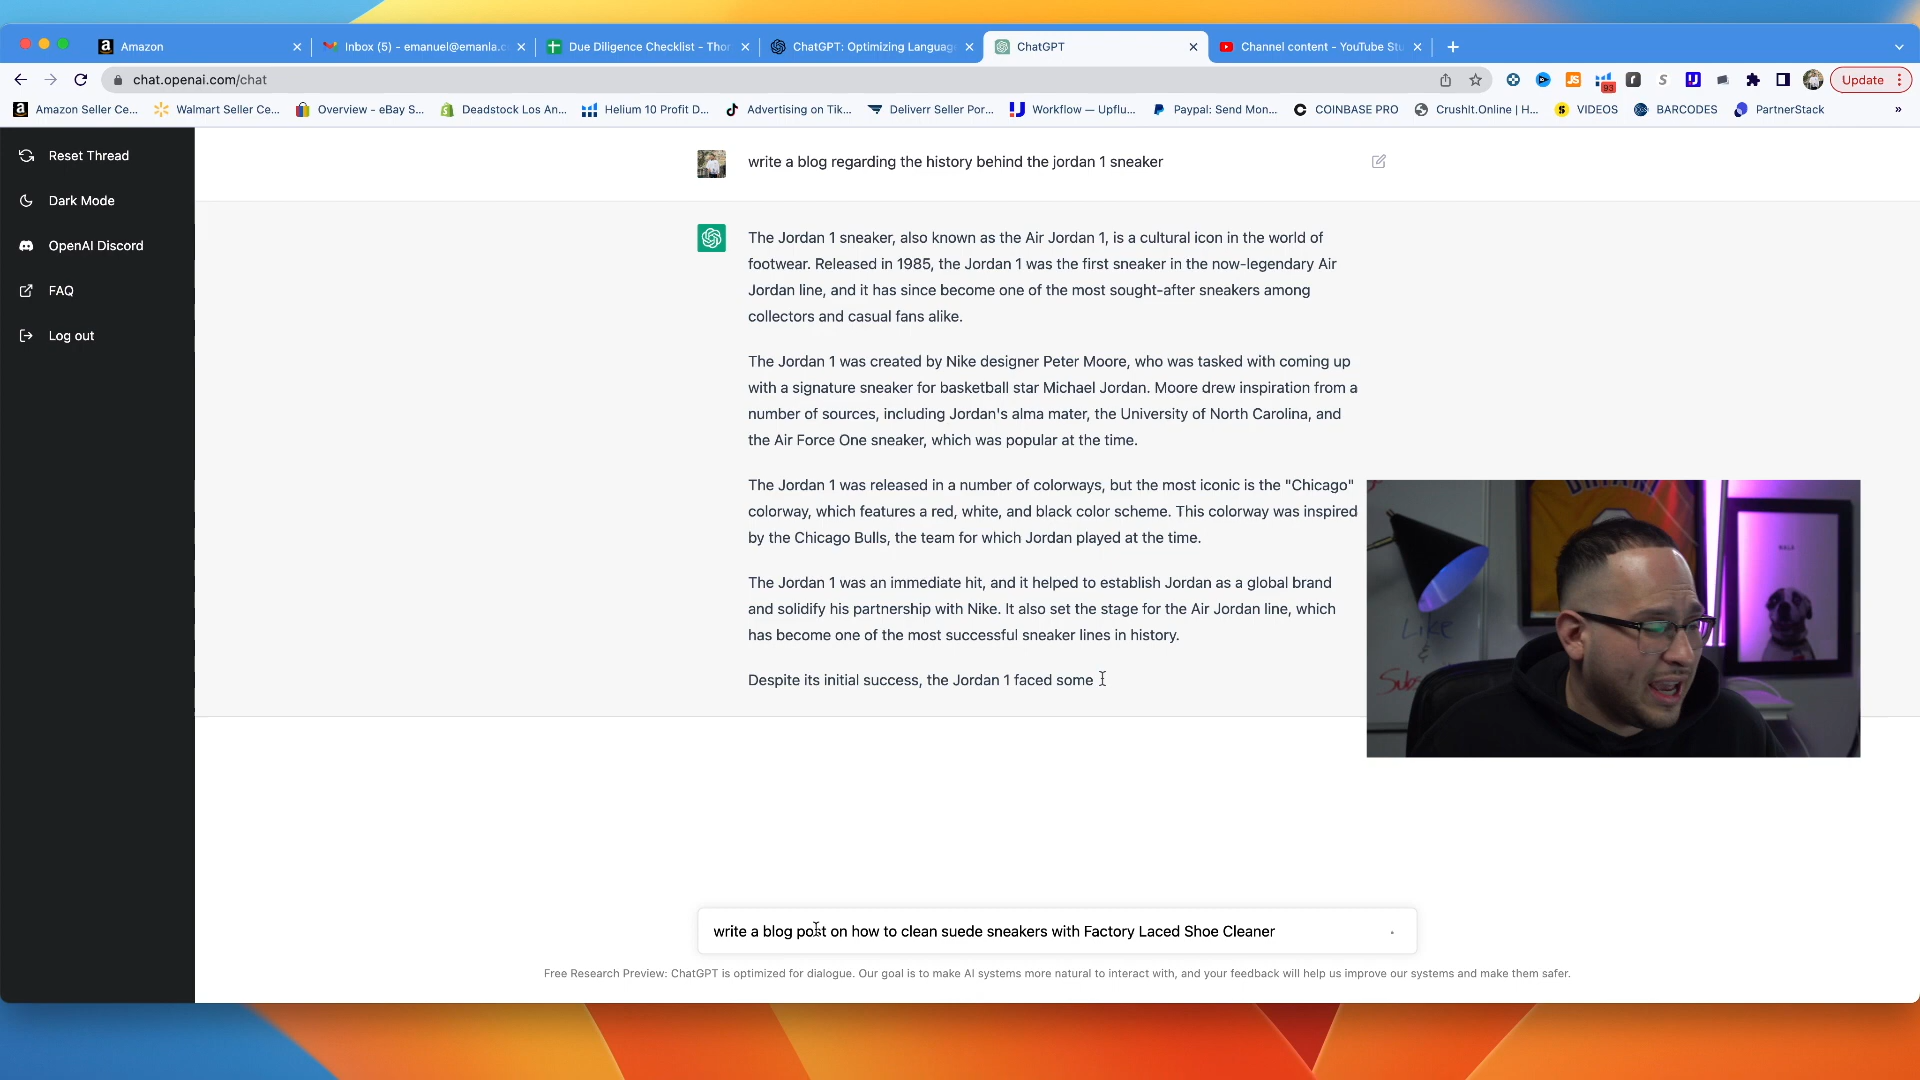 Amazon
Inbox (5) - emanuel@emanla.c
Due Diligence Checklist - Thor
ChatGPT: Optimizing Languag
ChatGPT
Channel content - YouTube Stu
chat.openai.com/chat
93
Update
Amazon Seller Ce...
Walmart Seller Ce...
Overview - eBay S...
Deadstock Los An...
Helium 10 Profit D...
Advertising on Tik...
Deliverr Seller Por...
Workflow — Upflu...
Paypal: Send Mon...
COINBASE PRO
CrushIt.Online | H...
VIDEOS
BARCODES
PartnerStack
»
Reset Thread
Dark Mode
OpenAI Discord
FAQ
Log out
write a blog regarding the history behind the jordan 1 sneaker
The Jordan 1 sneaker, also known as the Air Jordan 1, is a cultural icon in the world of
footwear. Released in 1985, the Jordan 1 was the first sneaker in the now-legendary Air
Jordan line, and it has since become one of the most sought-after sneakers among
collectors and casual fans alike.
The Jordan 1 was created by Nike designer Peter Moore, who was tasked with coming up
with a signature sneaker for basketball star Michael Jordan. Moore drew inspiration from a
number of sources, including Jordan's alma mater, the University of North Carolina, and
the Air Force One sneaker, which was popular at the time.
The Jordan 1 was released in a number of colorways, but the most iconic is the "Chicago"
colorway, which features a red, white, and black color scheme. This colorway was inspired
by the Chicago Bulls, the team for which Jordan played at the time.
The Jordan 1 was an immediate hit, and it helped to establish Jordan as a global brand
and solidify his partnership with Nike. It also set the stage for the Air Jordan line, which
has become one of the most successful sneaker lines in history.
Despite its initial success, the Jordan 1 faced some
Like
&
write a blog post on how to clean suede sneakers with Factory Laced Shoe Cleaner
Free Research Preview: ChatGPT is optimized for dialogue. Our goal is to make AI systems more natural to interact with, and your feedback will help us improve our systems and make them safer.